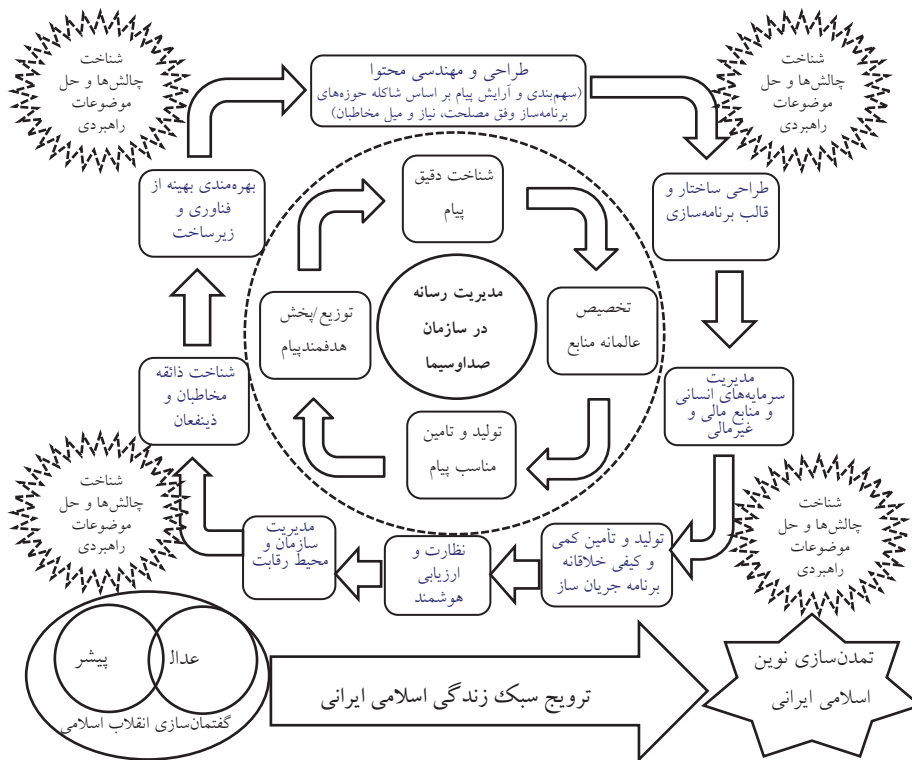 شناخت
چالش‌ها و حل
موضوعات
راهبردی
طراحی و مهندسی محتوا
(سهم‌بندی و آرایش پیام بر اساس شاکله حوزه‌های
برنامه‌ساز وفق مصلحت، نیاز و میل مخاطبان)
شناخت
چالش‌ها و حل
موضوعات
راهبردی
طراحی ساختار و
قالب برنامه‌سازی
مدیریت
سرمایه‌های انسانی
و منابع مالی و
غیرمالی
شناخت
چالش‌ها و حل
موضوعات
راهبردی
تولید و تأمین کمی
و کیفی خلاقانه
برنامه جریان ساز
نظارت و
ارزیابی
هوشمند
مدیریت
سازمان و
محیط رقابت
شناخت
چالش‌ها و حل
موضوعات
راهبردی
شناخت ذائقه
مخاطبان و
ذینفعان
بهره‌مندی بهینه از
فناوری و
زیرساخت
شناخت دقیق
پیام
تخصیص
عالمانه منابع
تولید و تامین
مناسب پیام
توزیع/پخش
هدفمندپیام
مدیریت رسانه
در سازمان
صداوسیما
عدال
پیشر
گفتمان‌سازی انقلاب اسلامی
ترویج سبک زندگی اسلامی ایرانی
تمدن‌سازی نوین
اسلامی ایرانی